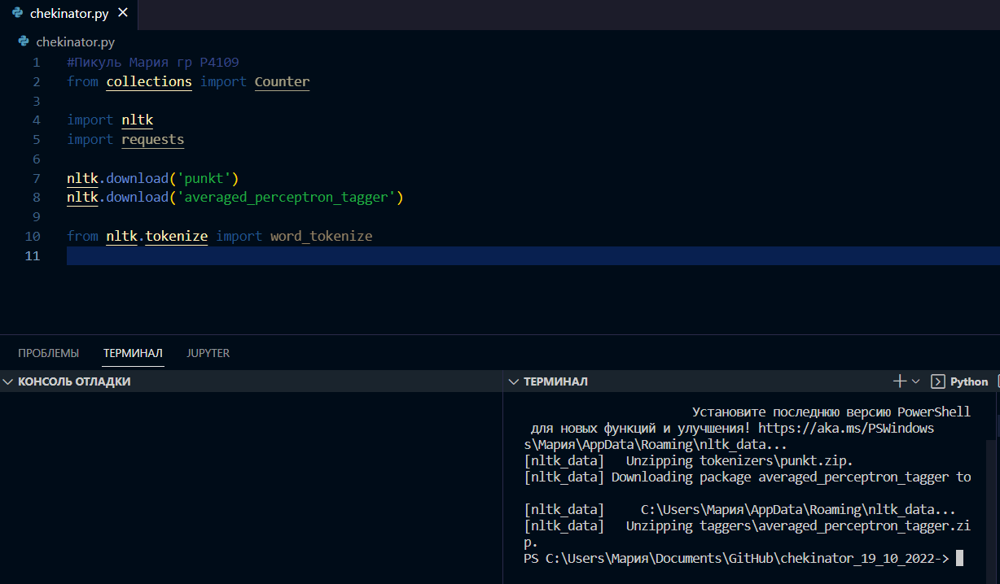 chekinator.py
chekinator.py
1 #Пикуль Мария гр P4109
2 from collections import Counter
3
4 import nltk
5 import requests
6
7 nltk.download('punkt')
8 nltk.download('averaged_perceptron_tagger')
9
10 from nltk.tokenize import word_tokenize
11
ПРОБЛЕМЫ ТЕРМИНАЛ JUPYTER
КОНСОЛЬ ОТЛАДКИ
ТЕРМИНАЛ Python
Установите последнюю версию PowerShell
для новых функций и улучшения! https://aka.ms/PSWindows
s\Мария\AppData\Roaming\nltk_data...
[nltk_data] Unzipping tokenizers\punkt.zip.
[nltk_data] Downloading package averaged_perceptron_tagger to
[nltk_data] C:\Users\Мария\AppData\Roaming\nltk_data...
[nltk_data] Unzipping taggers\averaged_perceptron_tagger.zi
p.
PS C:\Users\Мария\Documents\GitHub\chekinator_19_10_2022->